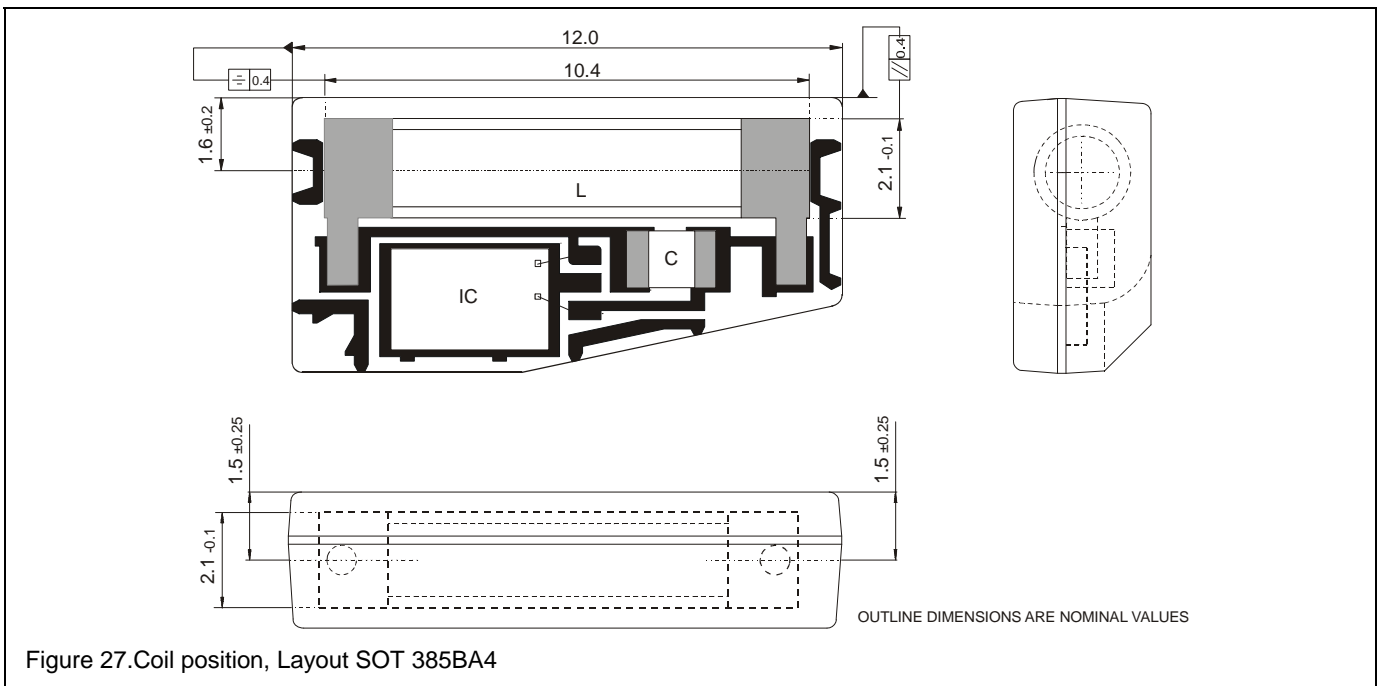 12.0
10.4
⌯ 0.4
// 0.4
1.6 ±0.2
2.1 -0.1
L
C
IC
1.5 ±0.25
1.5 ±0.25
2.1 -0.1
OUTLINE DIMENSIONS ARE NOMINAL VALUES
Figure 27.Coil position, Layout SOT 385BA4